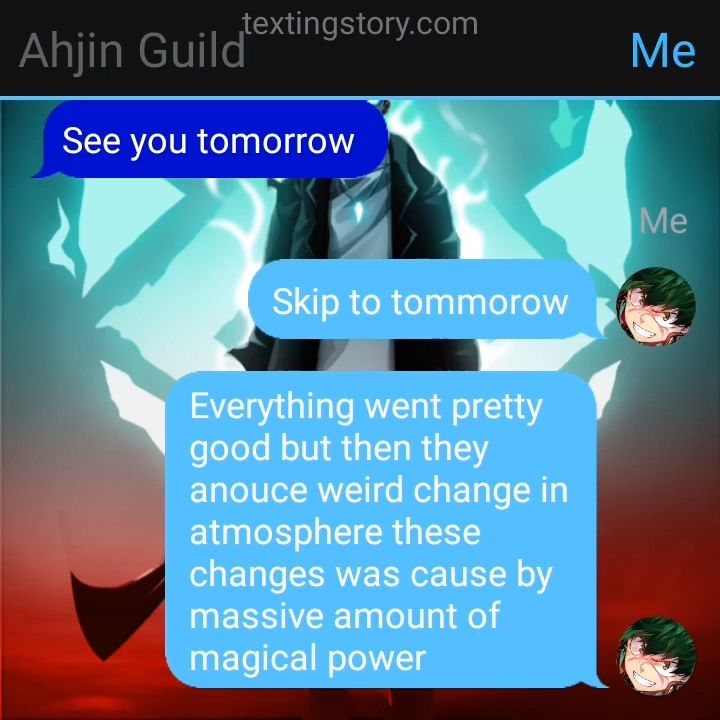 textingstory.com
Ahjin Guild
Me
See you tomorrow
Me
Skip to tommorow
Everything went pretty
good but then they
anouce weird change in
atmosphere these
changes was cause by
massive amount of
magical power